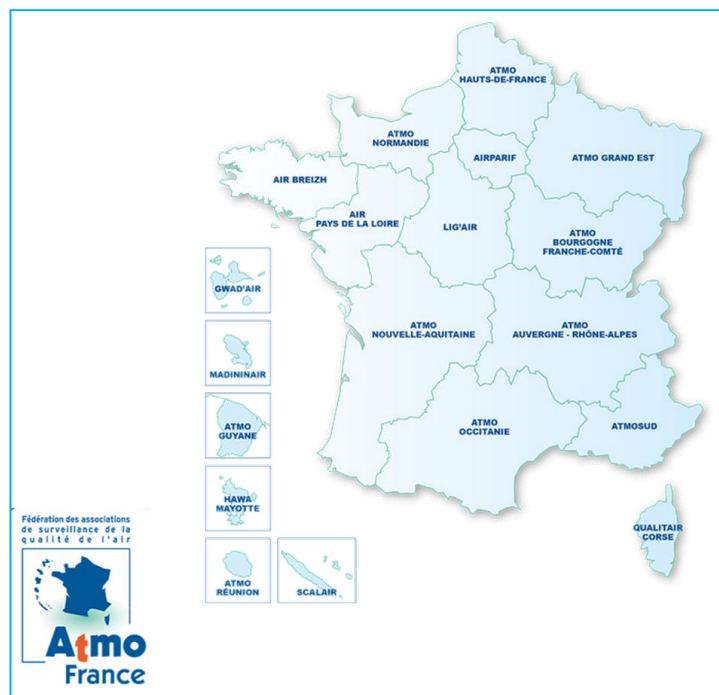 ATMO
HAUTS-DE-FRANCE
ATMO
NORMANDIE
AIRPARIF
ATMO GRAND EST
AIR BREIZH
AIR
PAYS DE LA LOIRE
LIG'AIR
ATMO
BOURGOGNE
FRANCHE-COMTÉ
GWAD'AIR
ATMO
NOUVELLE-AQUITAINE
ATMO
AUVERGNE - RHÔNE-ALPES
MADININAIR
ATMO
GUYANE
ATMO
OCCITANIE
ATMOSUD
HAWA
MAYOTTE
QUALITAIR
CORSE
ATMO
RÉUNION
SCALAIR
Fédération des associations
de surveillance de la
qualité de l'air
Atmo
France